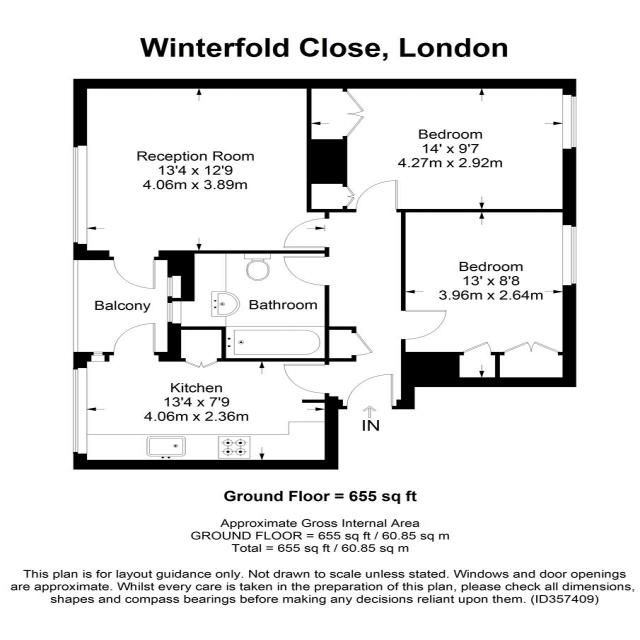 Winterfold Close, London
Reception Room
13'4 x 12'9
4.06m x 3.89m
Bedroom
14' x 9'7
4.27m x 2.92m
Bedroom
13' x 8'8
3.96m x 2.64m
Balcony
Bathroom
Kitchen
13'4 x 7'9
4.06m x 2.36m
IN
Ground Floor = 655 sq ft
Approximate Gross Internal Area
GROUND FLOOR = 655 sq ft / 60.85 sq m
Total = 655 sq ft / 60.85 sq m
This plan is for layout guidance only. Not drawn to scale unless stated. Windows and door openings
are approximate. Whilst every care is taken in the preparation of this plan, please check all dimensions,
shapes and compass bearings before making any decisions reliant upon them. (ID357409)